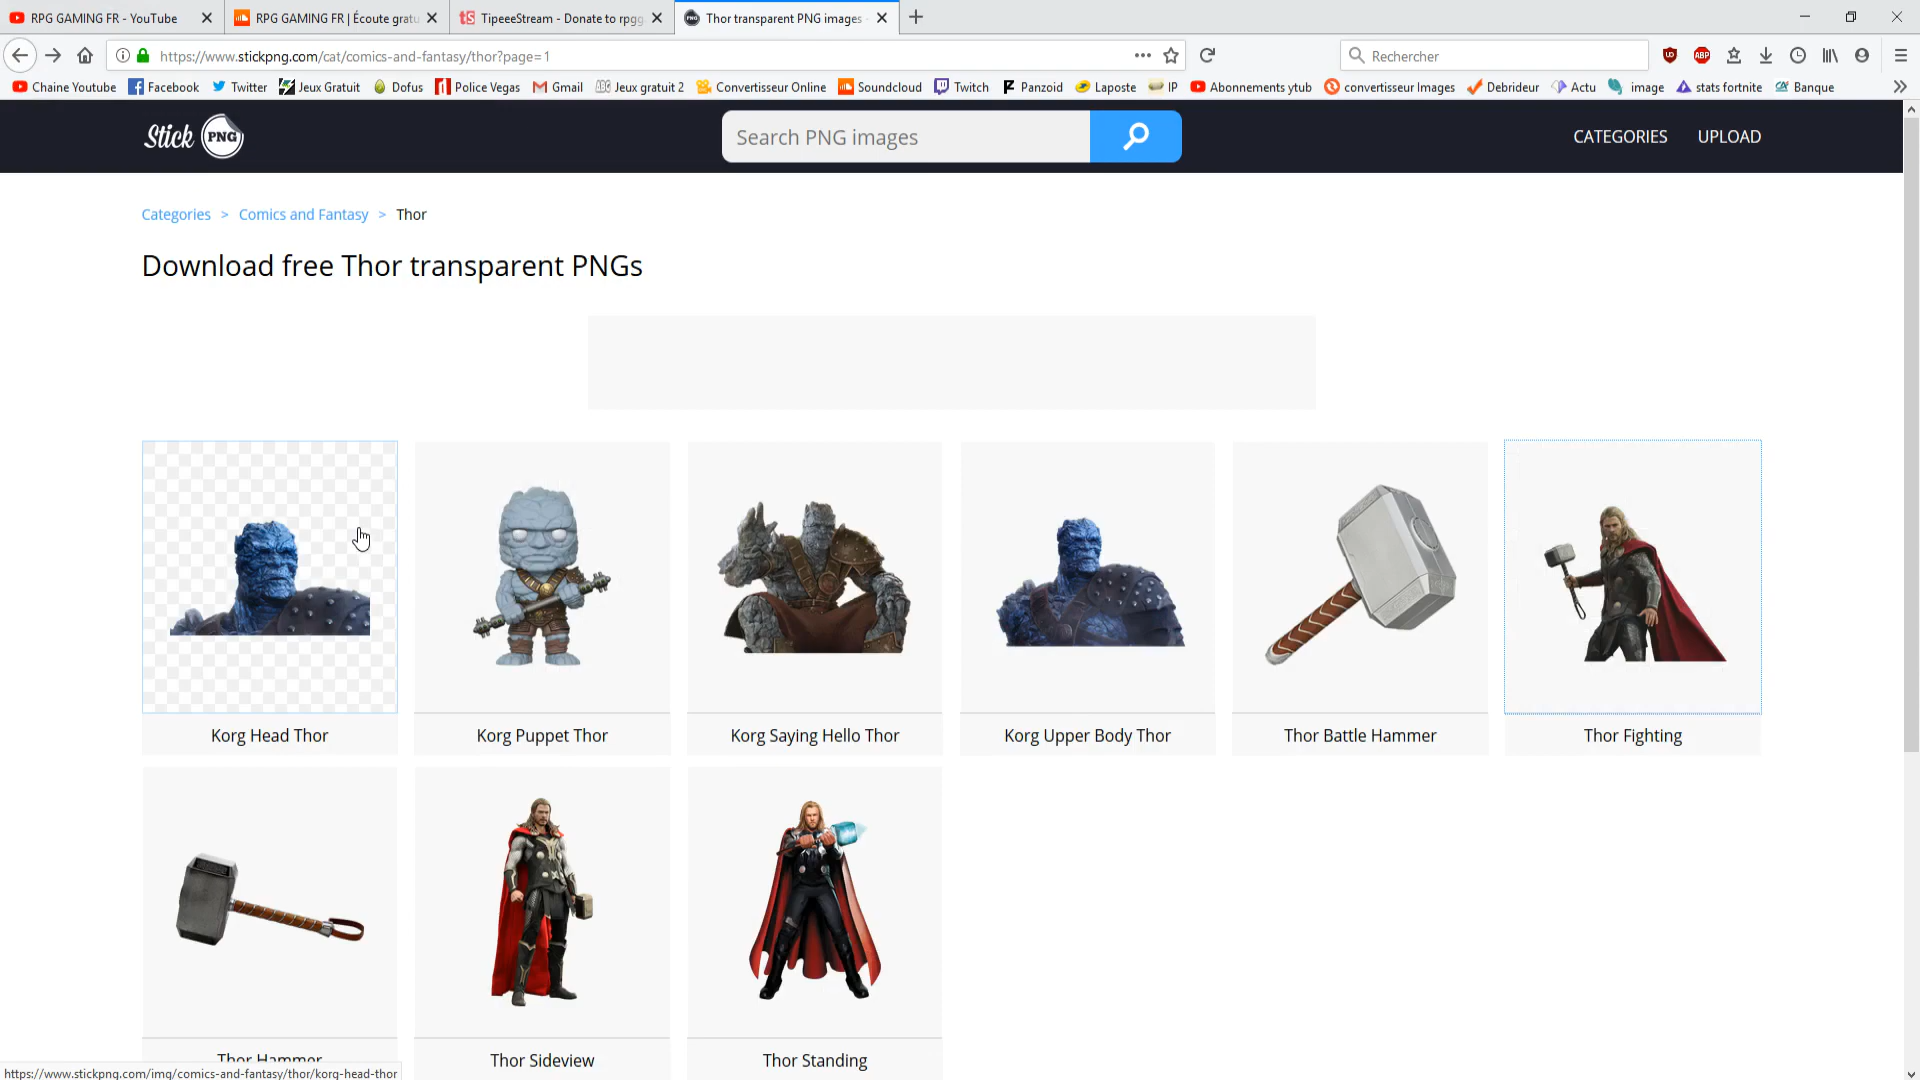 RPG GAMING FR - YouTube
RPG GAMING FR | Écoute gratu
TipeeeStream - Donate to rpgg
Thor transparent PNG images -
https://www.stickpng.com/cat/comics-and-fantasy/thor?page=1
Rechercher
Chaine Youtube
Facebook
Twitter
Jeux Gratuit
Dofus
Police Vegas
Gmail
Jeux gratuit 2
Convertisseur Online
Soundcloud
Twitch
Panzoid
Laposte
IP
Abonnements ytub
convertisseur Images
Debrideur
Actu
image
stats fortnite
Banque
Stick PNG
Search PNG images
CATEGORIES
UPLOAD
Categories > Comics and Fantasy > Thor
Download free Thor transparent PNGs
Korg Head Thor
Korg Puppet Thor
Korg Saying Hello Thor
Korg Upper Body Thor
Thor Battle Hammer
Thor Fighting
Thor Hammer
Thor Sideview
Thor Standing
https://www.stickpng.com/img/comics-and-fantasy/thor/korg-head-thor